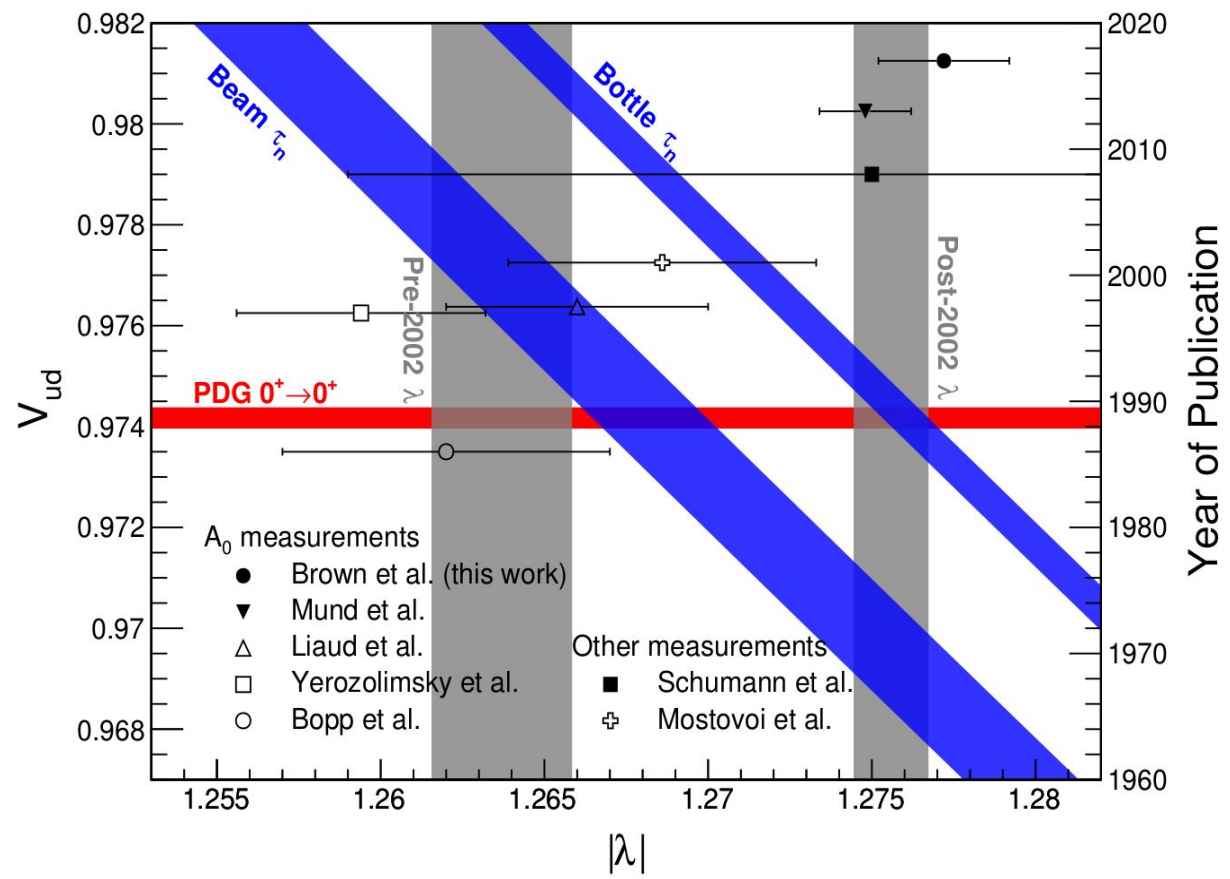 0.982
0.98
0.978
0.976
0.974
0.972
0.97
0.968
V_ud
2020
2010
2000
1990
1980
1970
1960
Year of Publication
Beam τ_n
Bottle τ_n
Pre-2002 λ
Post-2002 λ
PDG 0⁺→0⁺
A₀ measurements
Brown et al. (this work)
Mund et al.
Liaud et al.
Yerozolimsky et al.
Bopp et al.
Other measurements
Schumann et al.
Mostovoi et al.
1.255
1.26
1.265
1.27
1.275
1.28
|λ|